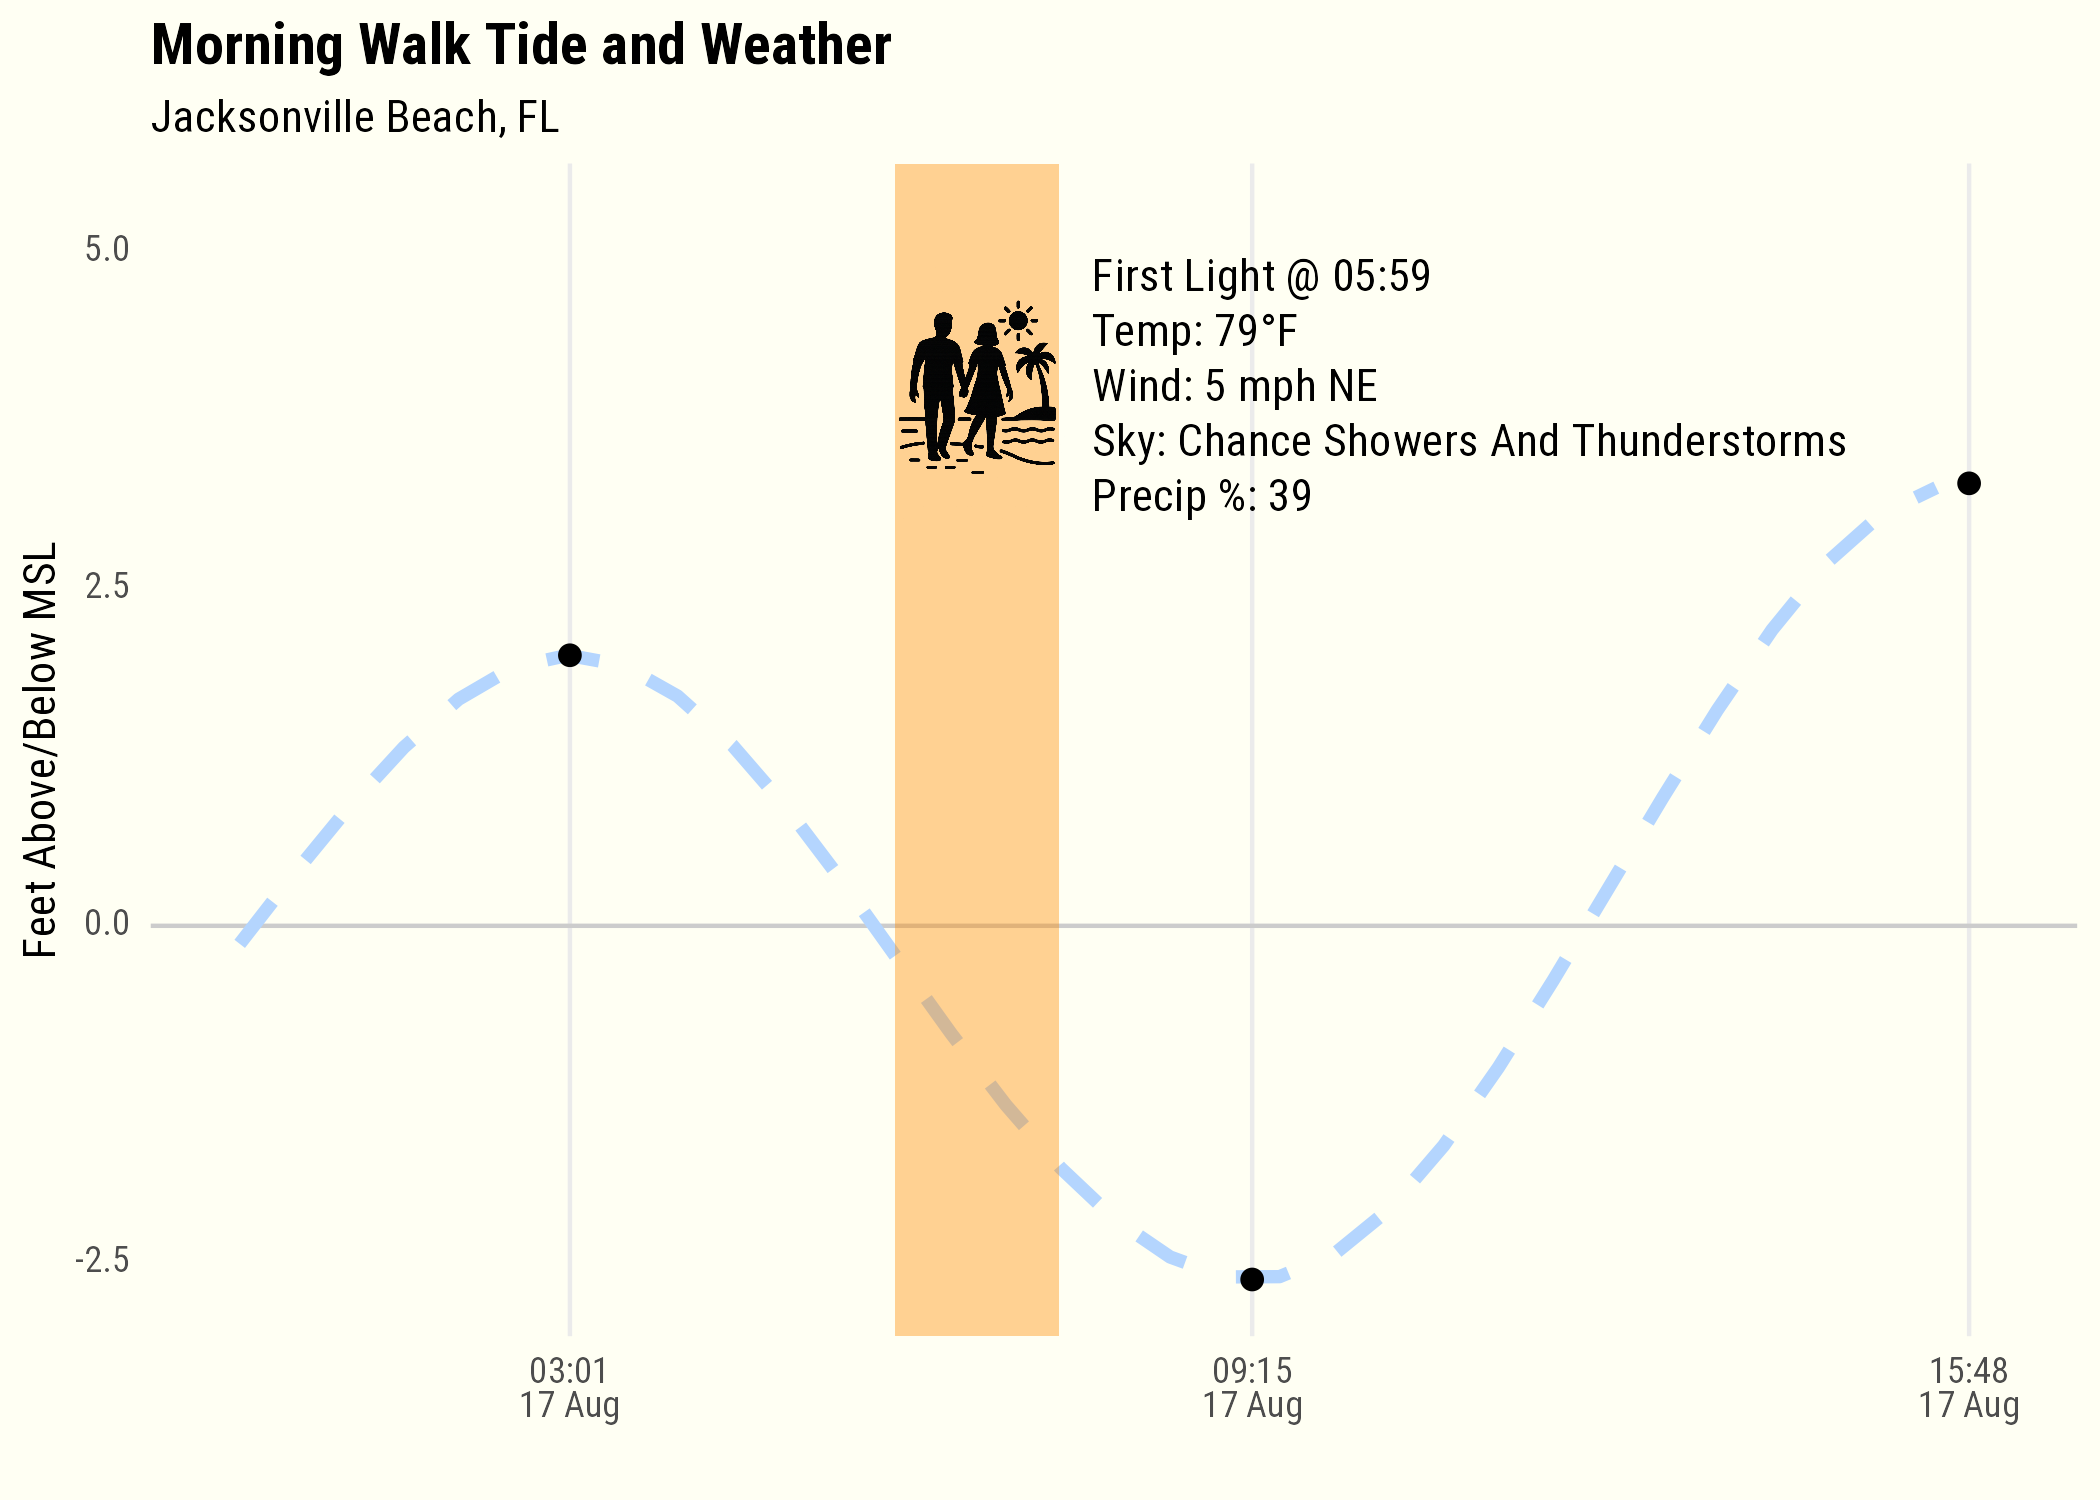 Morning Walk Tide and Weather
Jacksonville Beach, FL
Feet Above/Below MSL
5.0
2.5
0.0
-2.5
First Light @ 05:59
Temp: 79°F
Wind: 5 mph NE
Sky: Chance Showers And Thunderstorms
Precip %: 39
03:01
17 Aug
09:15
17 Aug
15:48
17 Aug